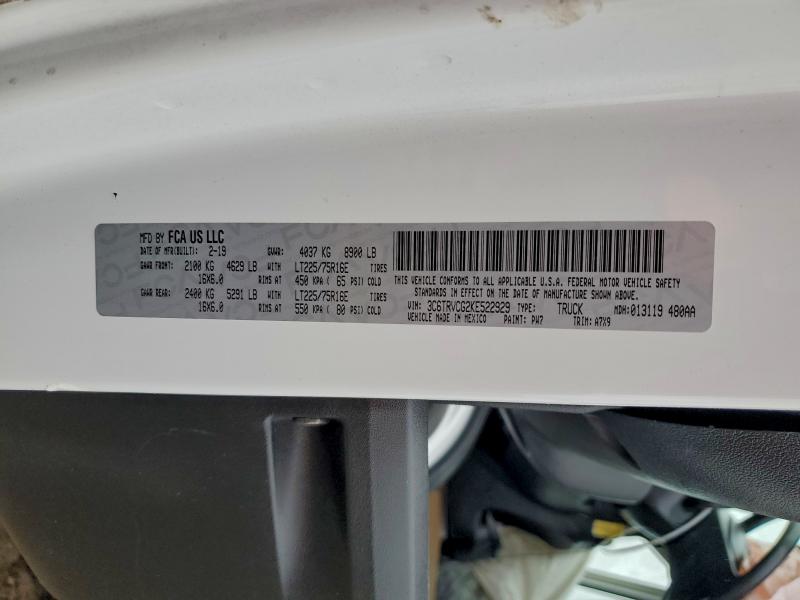 MFD BY FCA US LLC
DATE OF MFR(BUILT): 2-19 GVWR: 4037 KG 8900 LB
GAWR FRONT: 2100 KG 4629 LB WITH LT225/75R16E TIRES
16X6.0 RIMS AT 450 KPA ( 65 PSI) COLD
GAWR REAR: 2400 KG 5291 LB WITH LT225/75R16E TIRES
16X6.0 RIMS AT 550 KPA ( 80 PSI) COLD
THIS VEHICLE CONFORMS TO ALL APPLICABLE U.S.A. FEDERAL MOTOR VEHICLE SAFETY
STANDARDS IN EFFECT ON THE DATE OF MANUFACTURE SHOWN ABOVE.
VIN: 3C6TRVCG2KE522929 TYPE: TRUCK MDH:013119 480AA
VEHICLE MADE IN MEXICO PAINT: PW7 TRIM: A7X9